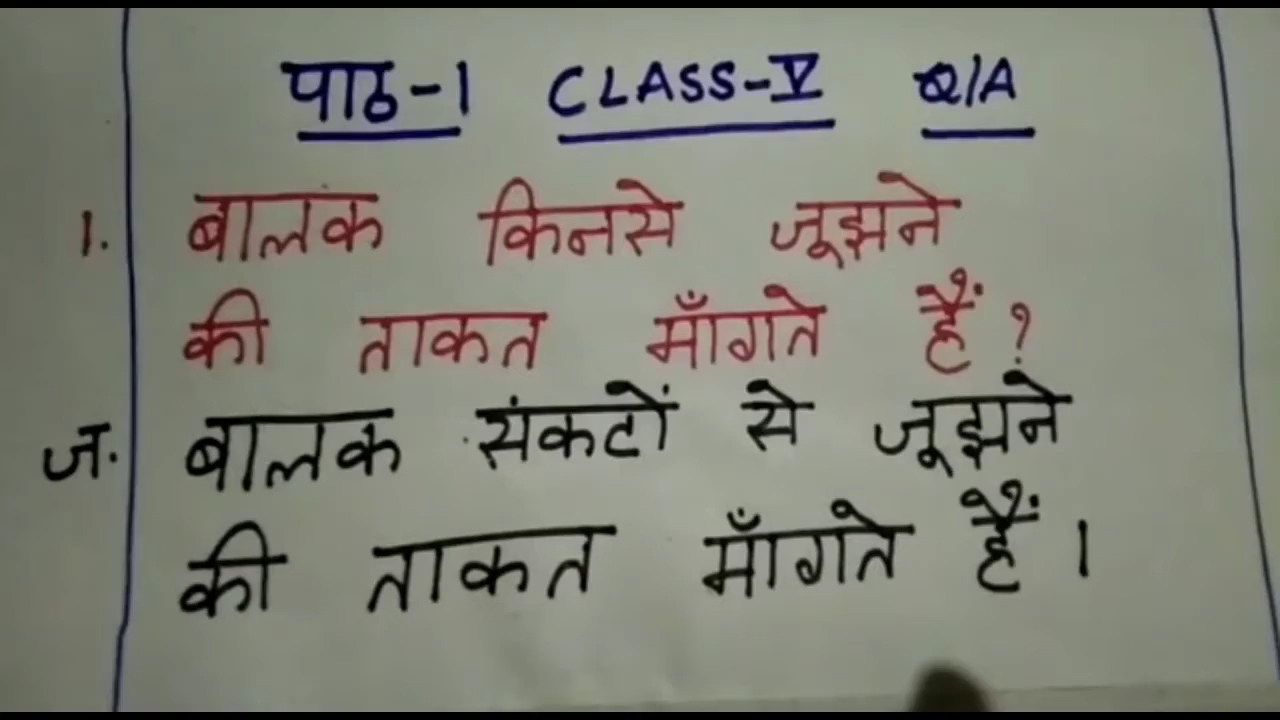 पाठ-1 CLASS-V Q/A
1. बालक किनसे जूझने
की ताकत माँगते हैं?
ज. बालक संकटों से जूझने
की ताकत माँगते हैं।